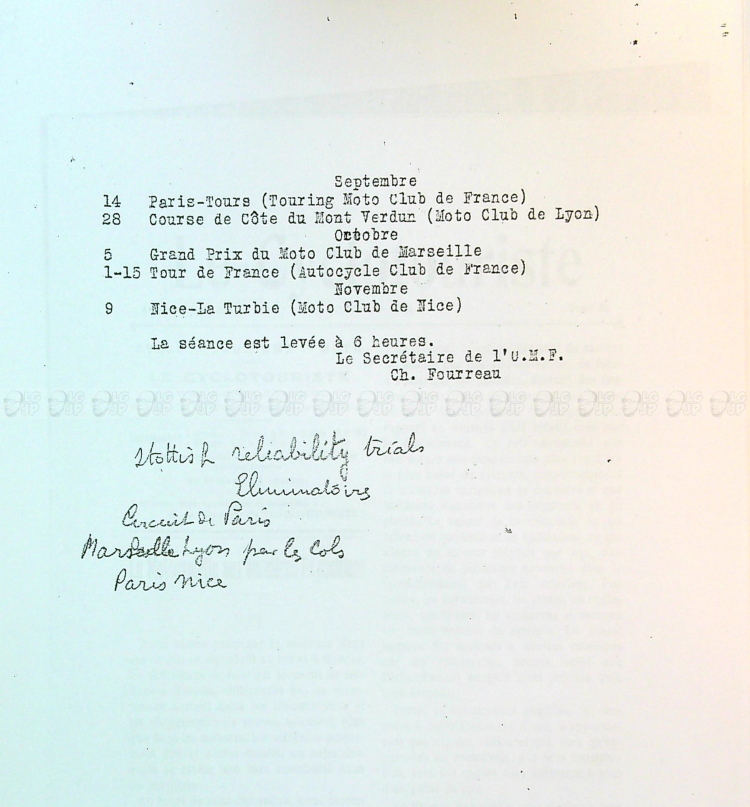 Septembre
14 Paris-Tours (Touring Moto Club de France)
28 Course de Côte du Mont Verdun (Moto Club de Lyon)
Octobre
5 Grand Prix du Moto Club de Marseille
1-15 Tour de France (Autocycle Club de France)
Novembre
9 Nice-La Turbie (Moto Club de Nice)
La séance est levée à 6 heures.
Le Secrétaire de l'U.M.F.
Ch. Fourreau
reliability trials
Eliminatoires
Circuit de Paris
Marseille Lyon par les Cols
Paris nice